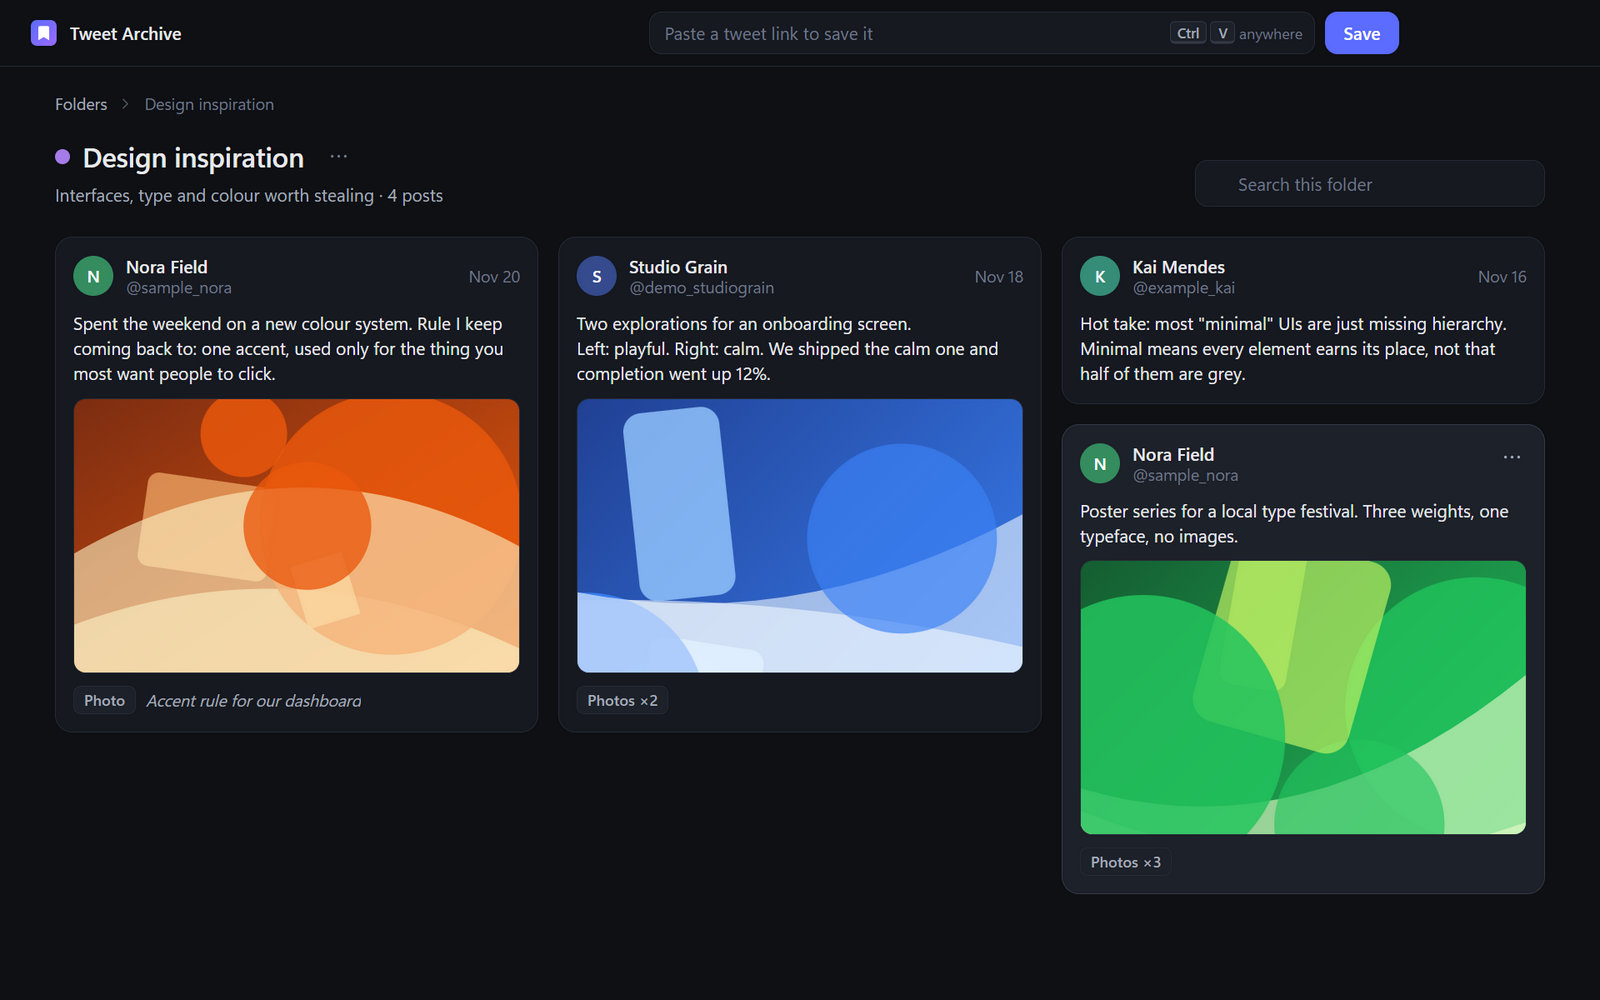 Tweet Archive
Paste a tweet link to save it
Ctrl V anywhere
Save
Folders
Design inspiration
Design inspiration
Interfaces, type and colour worth stealing · 4 posts
Search this folder
N
Nora Field
@sample_nora
Nov 20
Spent the weekend on a new colour system. Rule I keep
coming back to: one accent, used only for the thing you
most want people to click.
Photo
Accent rule for our dashboard
S
Studio Grain
@demo_studiograin
Nov 18
Two explorations for an onboarding screen.
Left: playful. Right: calm. We shipped the calm one and
completion went up 12%.
Photos ×2
K
Kai Mendes
@example_kai
Nov 16
Hot take: most "minimal" UIs are just missing hierarchy.
Minimal means every element earns its place, not that
half of them are grey.
N
Nora Field
@sample_nora
Poster series for a local type festival. Three weights, one
typeface, no images.
Photos ×3